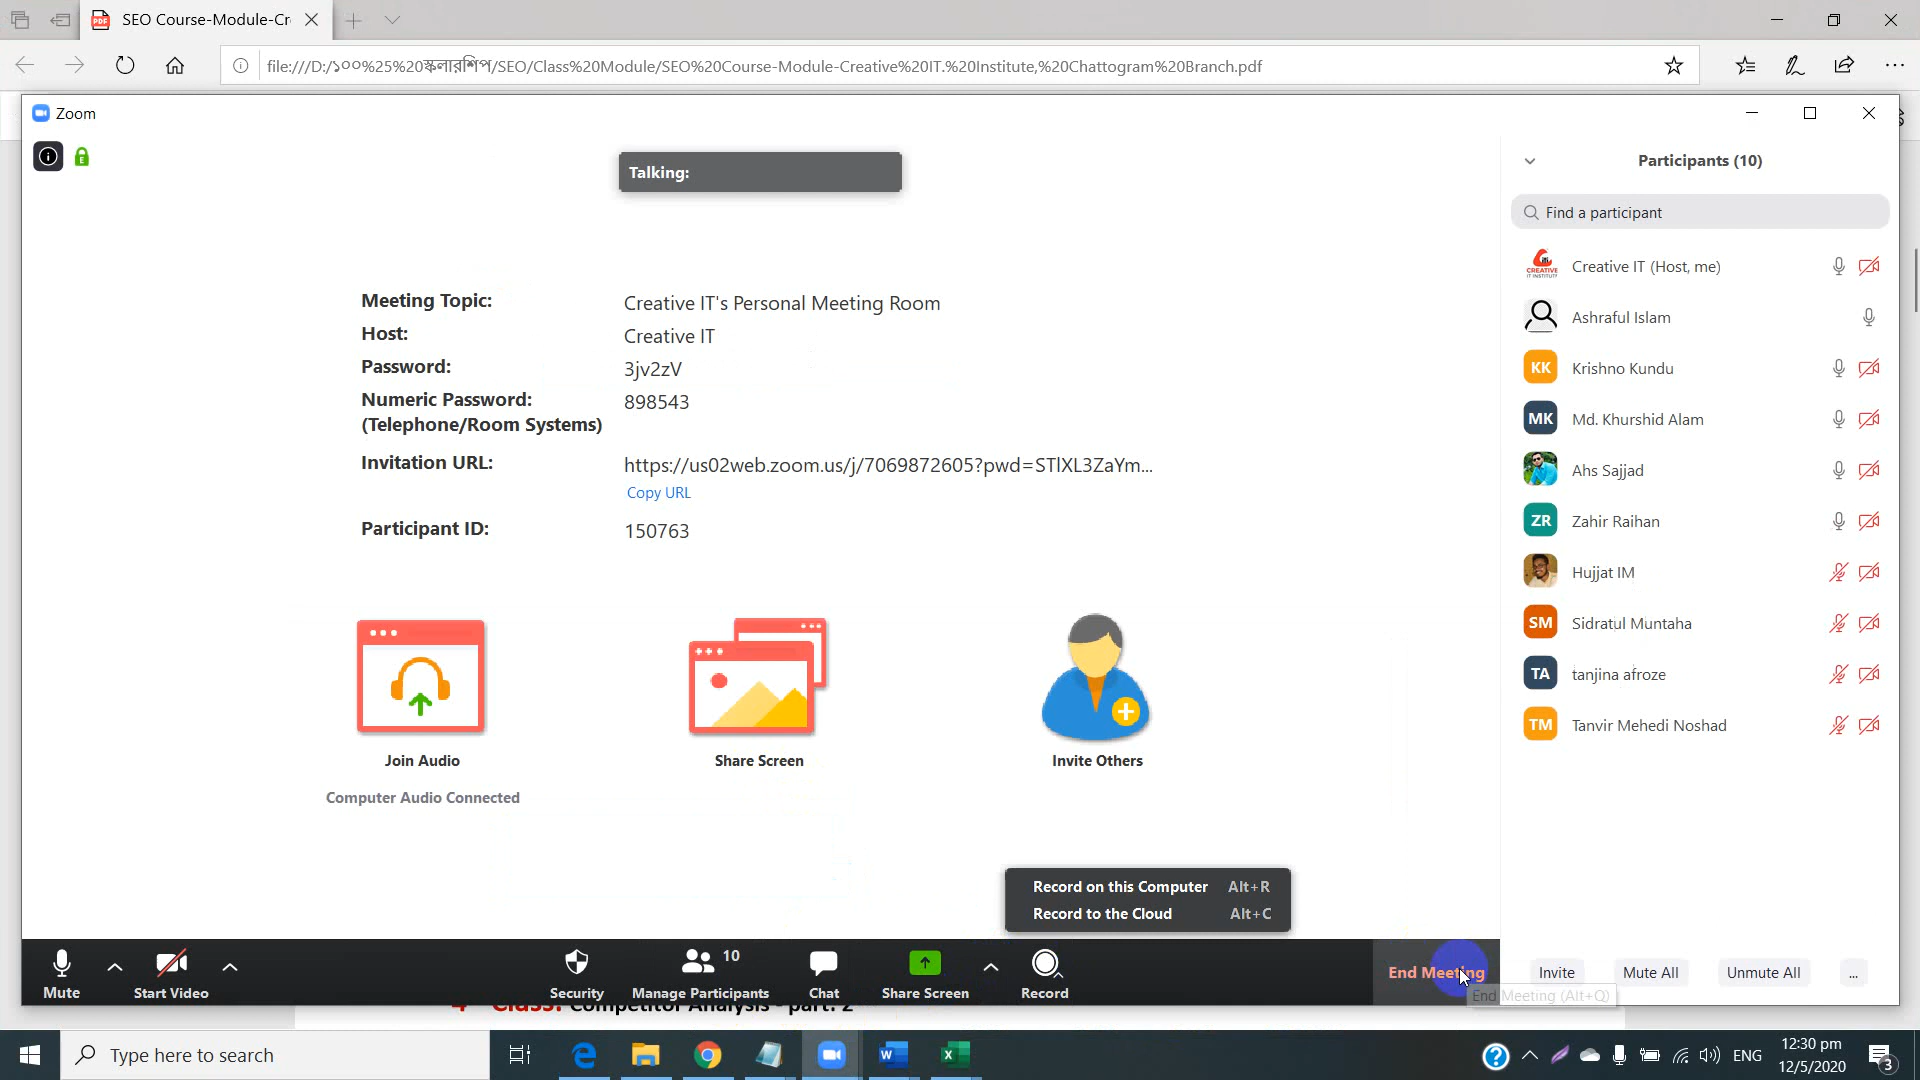 SEO Course-Module-Cr
file:///D:/১০০%25%20স্কলারশিপ/SEO/Class%20Module/SEO%20Course-Module-Creative%20IT.%20Institute,%20Chattogram%20Branch.pdf
Zoom
Talking:
Participants (10)
Find a participant
Meeting Topic: Creative IT's Personal Meeting Room
Host: Creative IT
Password: 3jv2zV
Numeric Password: 898543
(Telephone/Room Systems)
Invitation URL: https://us02web.zoom.us/j/7069872605?pwd=STlXL3ZaYm...
Copy URL
Participant ID: 150763
Join Audio
Computer Audio Connected
Share Screen
Invite Others
CREATIVE
IT INSTITUTE
Creative IT (Host, me)
Ashraful Islam
KK Krishno Kundu
MK Md. Khurshid Alam
Ahs Sajjad
ZR Zahir Raihan
Hujjat IM
SM Sidratul Muntaha
TA tanjina afroze
TM Tanvir Mehedi Noshad
Record on this Computer Alt+R
Record to the Cloud Alt+C
Mute
Start Video
Security
10
Manage Participants
Chat
Share Screen
Record
End Meeting
End Meeting (Alt+Q)
Invite
Mute All
Unmute All
...
4 Class: Competitor Analysis - part: 2
Type here to search
ENG
12:30 pm
12/5/2020
3